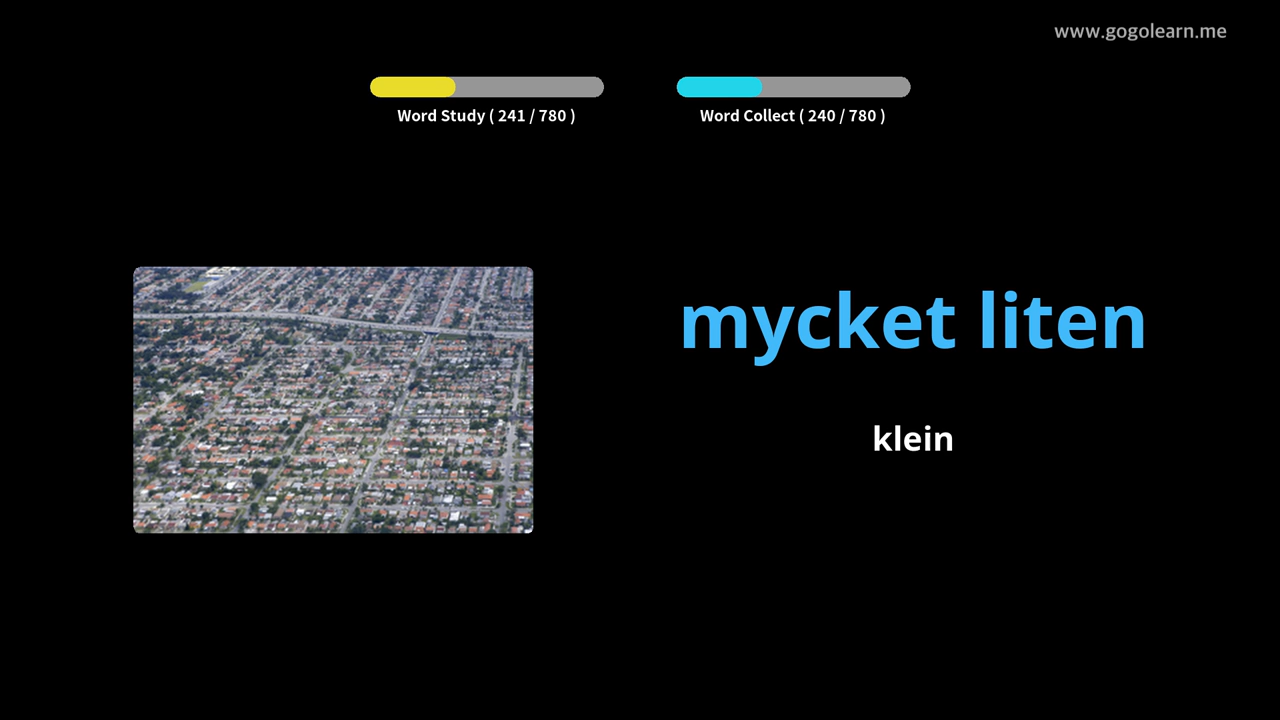 www.gogolearn.me
Word Study ( 241 / 780 )
Word Collect ( 240 / 780 )
mycket liten
klein